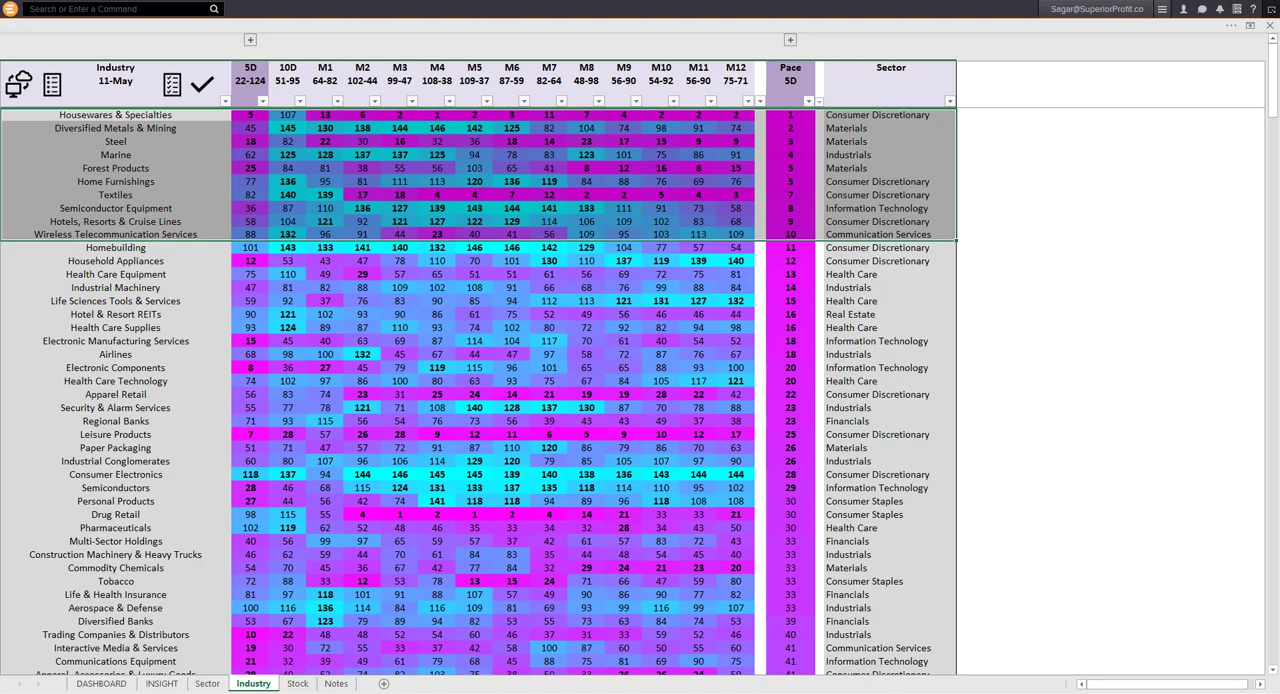 Search or Enter Command
Sagar@SuperiorProfit.co
Industry 5D 10D M1 M2 M3 M4 M5 M6 M7 M8 M9 M10 M11 M12 Pace Sector
11-May 22-124 51-95 64-82 102-44 99-47 108-38 109-37 87-59 82-64 48-98 56-90 54-92 56-90 75-71 5D
Housewares & Specialties 5 107 13 6 2 1 2 3 11 7 4 2 2 2 1 Consumer Discretionary
Diversified Metals & Mining 45 145 130 138 144 146 142 125 82 104 74 98 91 74 2 Materials
Steel 18 82 22 30 16 32 36 18 14 23 17 15 9 9 3 Materials
Marine 62 125 128 137 137 125 94 78 83 123 101 75 86 91 4 Industrials
Forest Products 25 84 81 38 55 56 103 65 41 8 12 16 8 15 5 Materials
Home Furnishings 77 136 95 81 111 113 120 136 119 84 88 76 69 76 5 Consumer Discretionary
Textiles 82 140 139 17 18 4 4 7 12 2 2 5 4 3 7 Consumer Discretionary
Semiconductor Equipment 36 87 110 136 127 139 143 144 141 133 111 91 73 58 8 Information Technology
Hotels, Resorts & Cruise Lines 58 104 121 92 121 127 122 129 114 106 109 102 83 68 9 Consumer Discretionary
Wireless Telecommunication Services 88 132 96 91 44 23 40 41 56 109 95 103 113 109 10 Communication Services
Homebuilding 101 143 133 141 140 132 146 146 142 129 104 77 57 54 11 Consumer Discretionary
Household Appliances 12 53 43 47 78 110 70 101 130 110 137 119 139 140 12 Consumer Discretionary
Health Care Equipment 75 110 49 29 57 65 51 51 61 56 69 72 75 81 13 Health Care
Industrial Machinery 47 81 82 88 109 102 108 91 66 68 76 99 88 84 14 Industrials
Life Sciences Tools & Services 59 92 37 76 83 90 85 94 112 113 121 131 127 132 15 Health Care
Hotel & Resort REITs 90 121 102 93 90 86 61 75 52 49 56 46 46 44 16 Real Estate
Health Care Supplies 93 124 89 87 110 93 74 102 80 72 92 82 94 98 16 Health Care
Electronic Manufacturing Services 15 45 40 63 69 87 114 104 117 70 61 40 54 52 18 Information Technology
Airlines 68 98 100 132 45 67 44 47 97 58 72 87 76 67 18 Industrials
Electronic Components 8 36 27 45 79 119 115 96 101 65 65 88 93 100 20 Information Technology
Health Care Technology 74 102 97 86 100 80 63 93 75 67 84 105 117 121 20 Health Care
Apparel Retail 56 83 74 23 31 25 24 14 21 19 19 28 22 42 22 Consumer Discretionary
Security & Alarm Services 55 77 78 121 71 108 140 128 137 130 87 70 78 88 23 Industrials
Regional Banks 71 93 115 56 54 76 73 56 39 43 43 49 37 38 23 Financials
Leisure Products 7 28 57 26 28 9 12 11 6 5 9 10 12 17 25 Consumer Discretionary
Paper Packaging 51 71 47 57 72 91 87 110 120 86 79 86 70 63 26 Materials
Industrial Conglomerates 60 80 107 96 106 114 129 120 79 85 105 107 97 90 26 Industrials
Consumer Electronics 118 137 94 144 146 145 145 139 140 138 136 143 144 144 28 Consumer Discretionary
Semiconductors 28 46 68 115 124 131 133 137 135 118 114 110 95 102 29 Information Technology
Personal Products 27 44 56 42 74 141 118 118 94 89 96 118 108 108 30 Consumer Staples
Drug Retail 98 115 55 4 1 2 1 2 4 14 21 33 33 21 30 Consumer Staples
Pharmaceuticals 102 119 62 52 48 46 35 33 34 32 28 34 43 50 30 Health Care
Multi-Sector Holdings 40 56 99 97 65 59 57 37 42 61 57 83 72 43 33 Financials
Construction Machinery & Heavy Trucks 46 62 59 44 70 61 84 83 35 44 48 54 45 40 33 Industrials
Commodity Chemicals 54 70 45 36 67 42 77 84 32 29 24 21 23 20 33 Materials
Tobacco 72 88 33 12 53 78 13 15 24 71 66 47 59 80 33 Consumer Staples
Life & Health Insurance 81 97 118 101 91 88 107 57 49 90 91 77 82 33 Financials
Aerospace & Defense 100 116 136 114 84 116 109 81 69 93 99 116 99 107 33 Industrials
Diversified Banks 53 67 123 79 89 94 82 53 55 73 63 84 74 53 39 Financials
Trading Companies & Distributors 10 22 48 48 52 54 60 46 37 31 33 59 52 46 40 Industrials
Interactive Media & Services 19 30 72 55 33 37 42 58 100 87 60 50 55 60 41 Communication Services
Communications Equipment 21 32 39 49 61 79 68 45 88 75 81 69 90 75 41 Information Technology
DASHBOARD INSIGHT Sector Industry Stock Notes